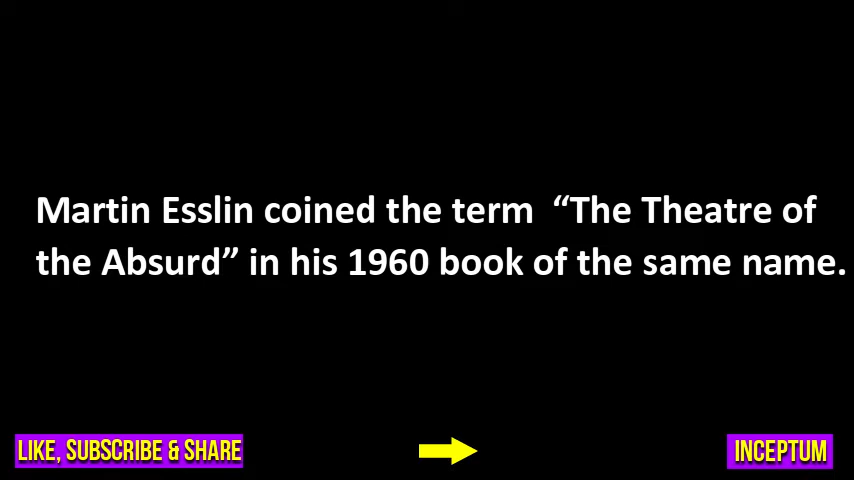 Martin Esslin coined the term  “The Theatre of
the Absurd” in his 1960 book of the same name.
LIKE, SUBSCRIBE & SHARE
INCEPTUM